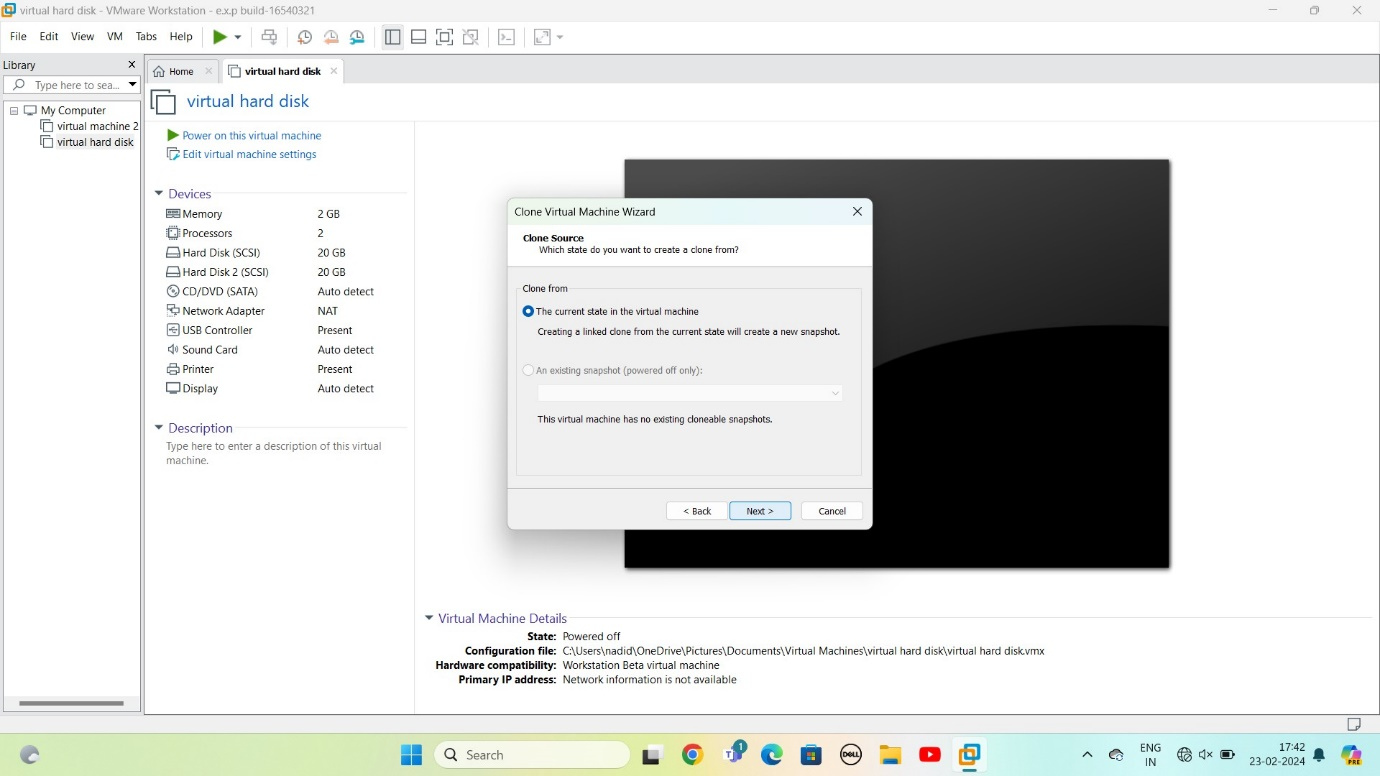 virtual hard disk - VMware Workstation - e.x.p build-16540321
File Edit View VM Tabs Help
Library
Type here to sea...
My Computer
virtual machine 2
virtual hard disk
Home
virtual hard disk
virtual hard disk
Power on this virtual machine
Edit virtual machine settings
Devices
Memory 2 GB
Processors 2
Hard Disk (SCSI) 20 GB
Hard Disk 2 (SCSI) 20 GB
CD/DVD (SATA) Auto detect
Network Adapter NAT
USB Controller Present
Sound Card Auto detect
Printer Present
Display Auto detect
Description
Type here to enter a description of this virtual
machine.
Clone Virtual Machine Wizard
Clone Source
Which state do you want to create a clone from?
Clone from
The current state in the virtual machine
Creating a linked clone from the current state will create a new snapshot.
An existing snapshot (powered off only):
This virtual machine has no existing cloneable snapshots.
< Back Next > Cancel
Virtual Machine Details
State: Powered off
Configuration file: C:\Users\nadid\OneDrive\Pictures\Documents\Virtual Machines\virtual hard disk\virtual hard disk.vmx
Hardware compatibility: Workstation Beta virtual machine
Primary IP address: Network information is not available
Search
1
DELL
ENG
IN
17:42
23-02-2024
PRE